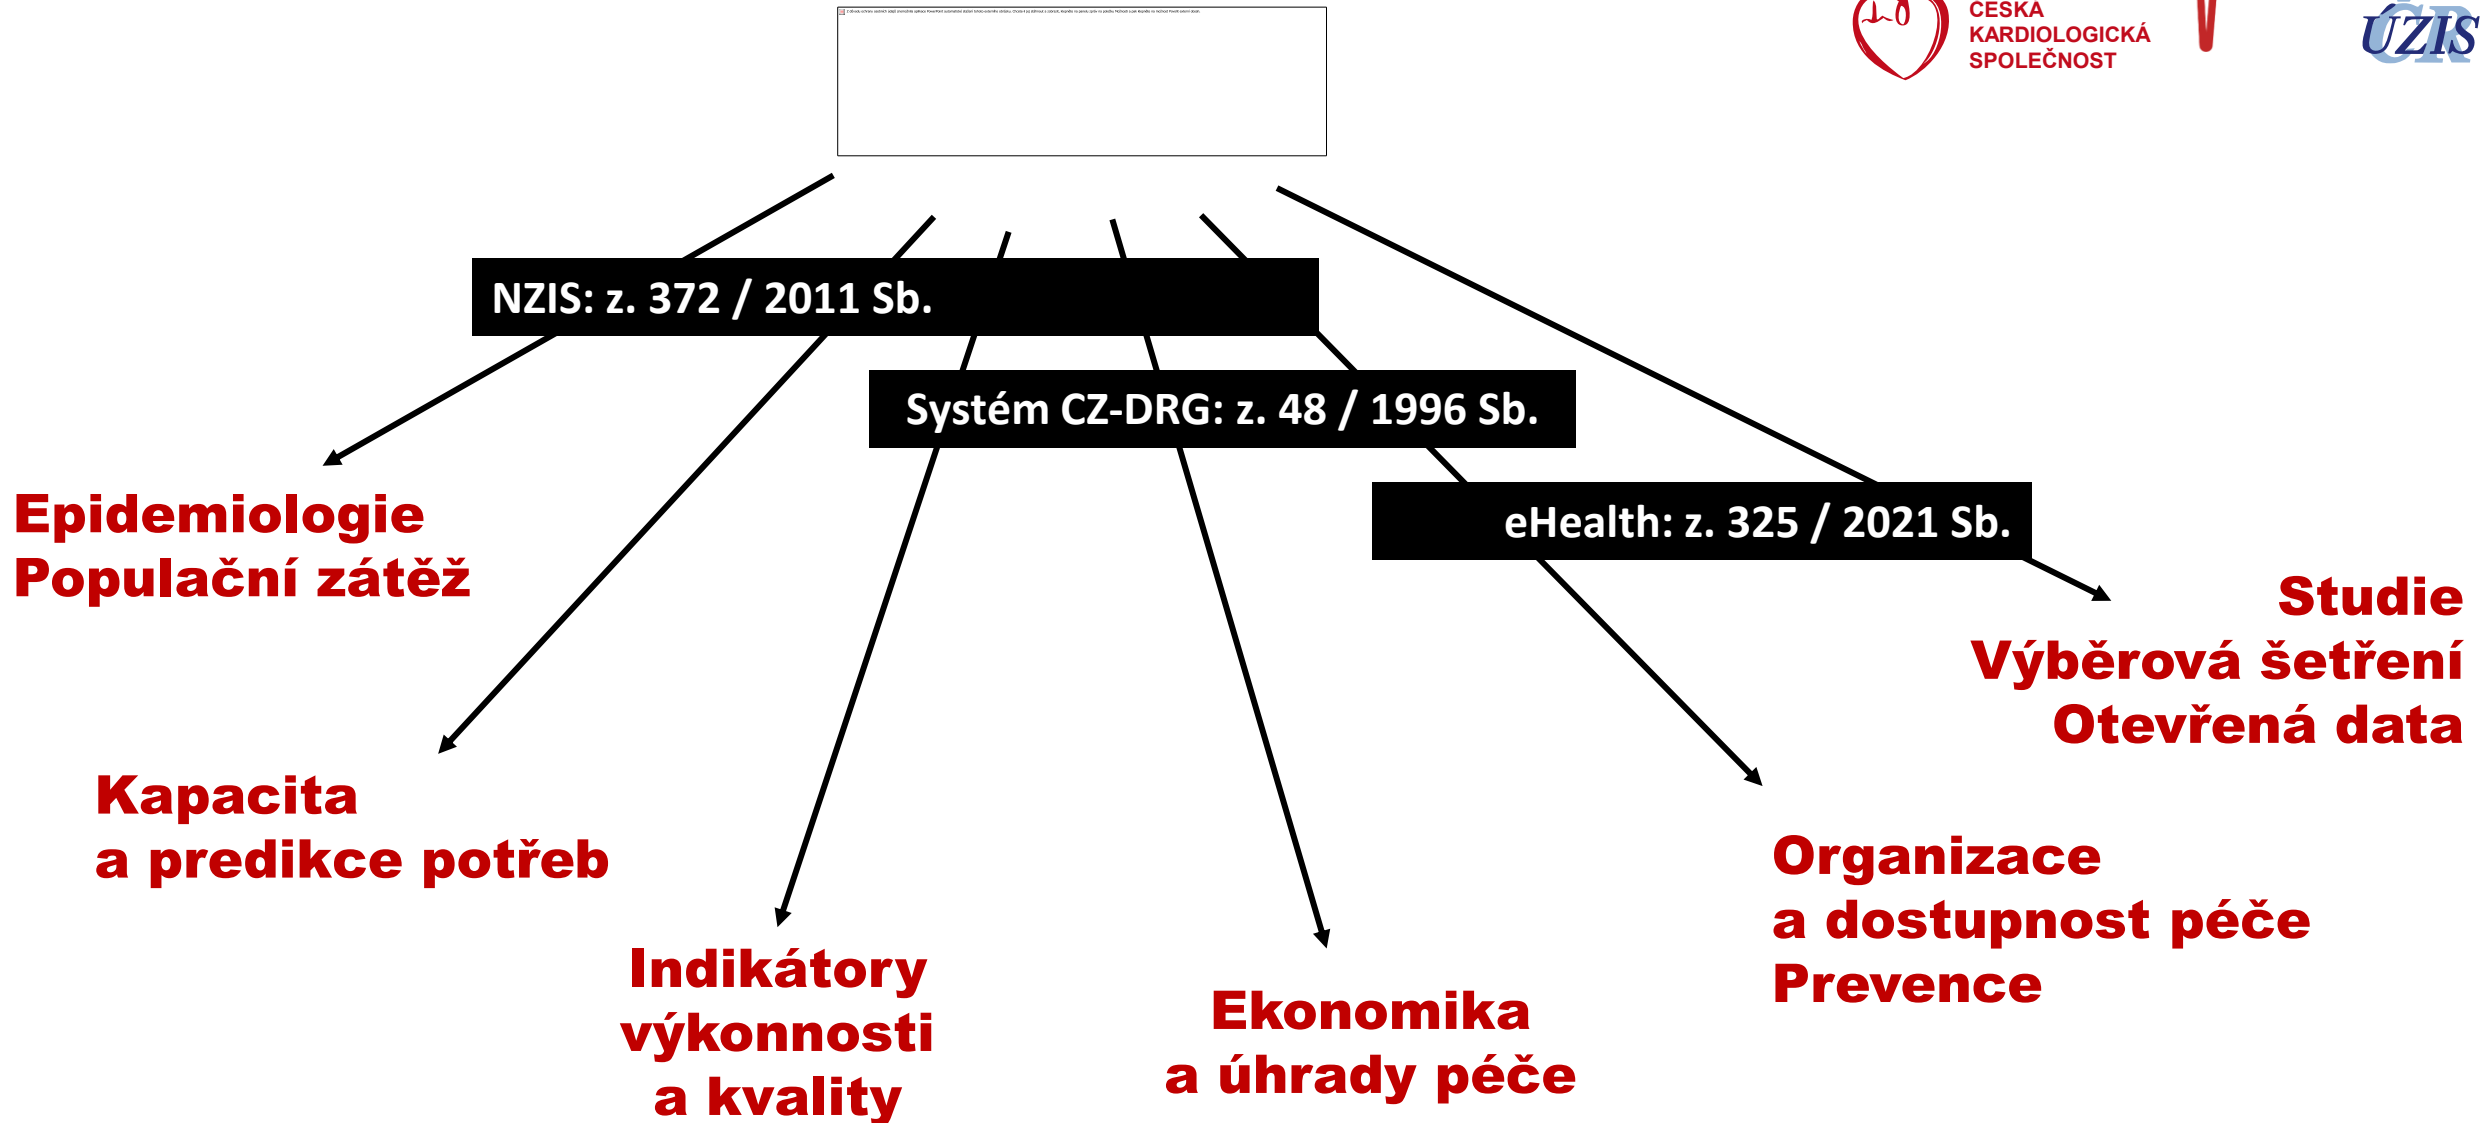 ČESKÁ
KARDIOLOGICKÁ
SPOLEČNOST
ÚZIS
ČR
NZIS: z. 372 / 2011 Sb.
Systém CZ-DRG: z. 48 / 1996 Sb.
eHealth: z. 325 / 2021 Sb.
Epidemiologie
Populační zátěž
Studie
Výběrová šetření
Otevřená data
Kapacita
a predikce potřeb
Organizace
a dostupnost péče
Prevence
Indikátory
výkonnosti
a kvality
Ekonomika
a úhrady péče